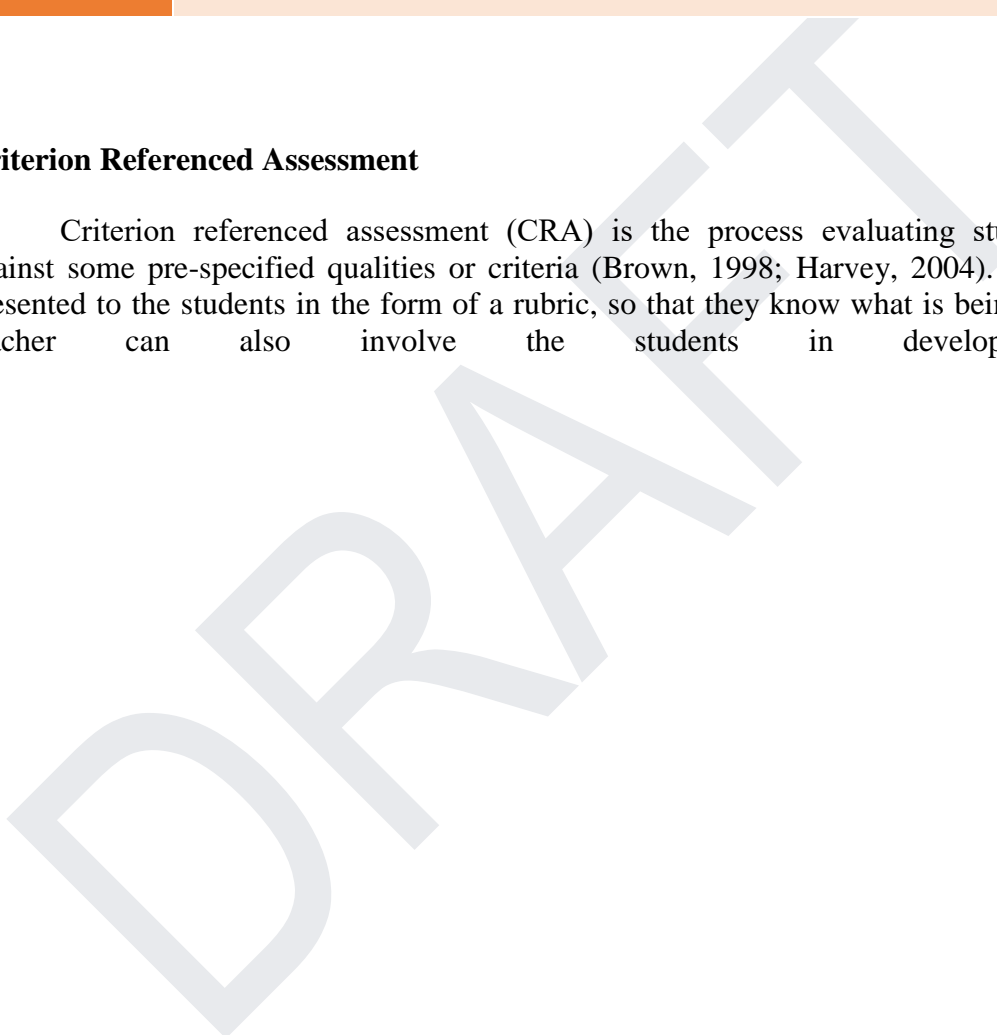 riterion Referenced Assessment
Criterion referenced assessment (CRA) is the process evaluating stu
ainst some pre-specified qualities or criteria (Brown, 1998; Harvey, 2004).
esented to the students in the form of a rubric, so that they know what is bein
acher can also involve the students in develop
DRAFT